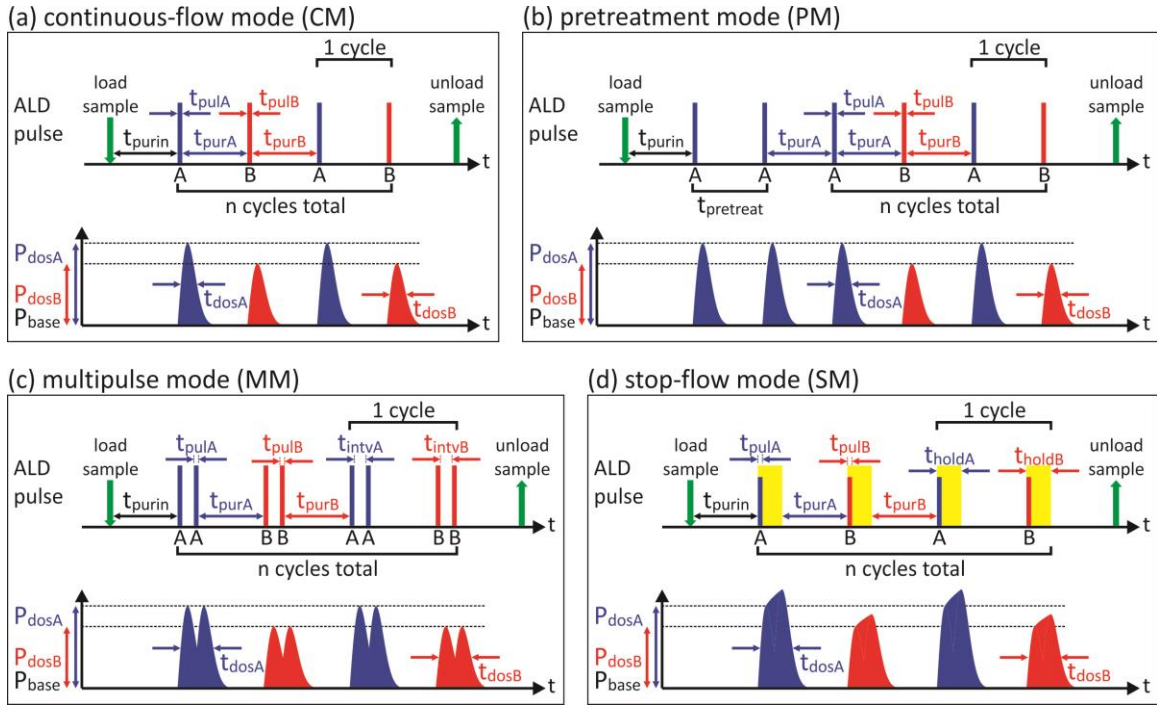 (a) continuous-flow mode (CM)
1 cycle
load sample
unload sample
ALD pulse
tpulA
tpulB
tpurin
tpurA
tpurB
t
A B A B
n cycles total
PdosA
PdosB
Pbase
tdosA
tdosB
t
(b) pretreatment mode (PM)
1 cycle
load sample
unload sample
ALD pulse
tpulA
tpulB
tpurin
tpurA
tpurA
tpurB
t
A A A B A B
tpretreat
n cycles total
PdosA
PdosB
Pbase
tdosA
tdosB
t
(c) multipulse mode (MM)
1 cycle
load sample
unload sample
ALD pulse
tpulA
tpulB
tintvA
tintvB
tpurin
tpurA
tpurB
t
A A B B A A B B
n cycles total
PdosA
PdosB
Pbase
tdosA
tdosB
t
(d) stop-flow mode (SM)
1 cycle
load sample
unload sample
ALD pulse
tpulA
tpulB
tholdA
tholdB
tpurin
tpurA
tpurB
t
A B A B
n cycles total
PdosA
PdosB
Pbase
tdosA
tdosB
t